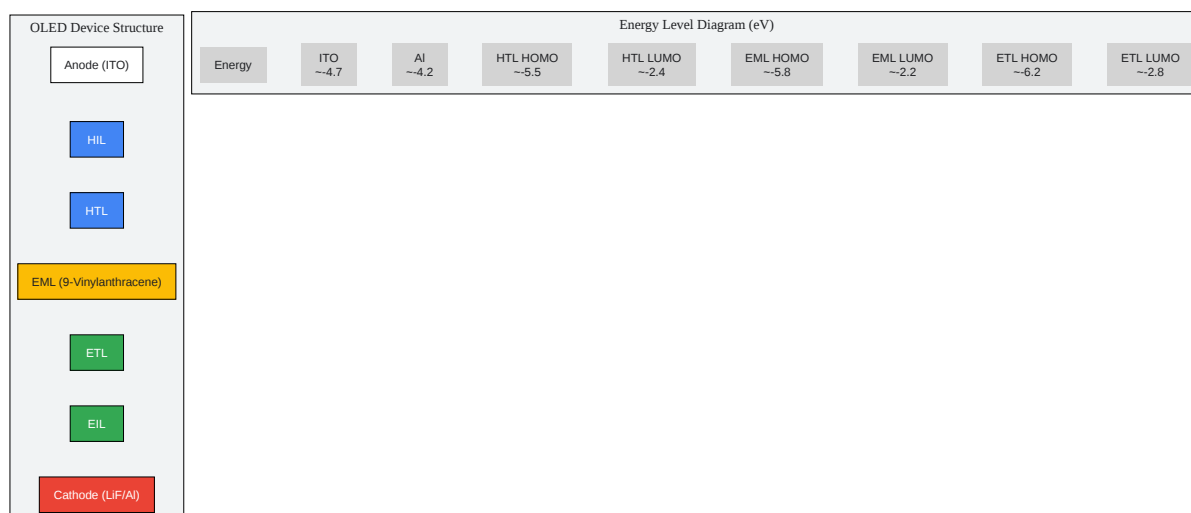 OLED Device Structure
Anode (ITO)
HIL
HTL
EML (9-Vinylanthracene)
ETL
EIL
Cathode (LiF/Al)
Energy Level Diagram (eV)
Energy
ITO
~-4.7
Al
~-4.2
HTL HOMO
~-5.5
HTL LUMO
~-2.4
EML HOMO
~-5.8
EML LUMO
~-2.2
ETL HOMO
~-6.2
ETL LUMO
~-2.8